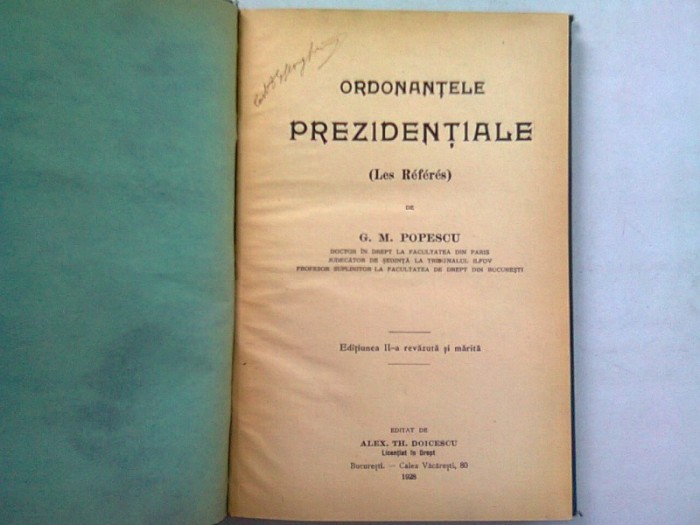 ORDONANȚELE
PREZIDENȚIALE
(Les Référés)
DE
G. M. POPESCU
DOCTOR ÎN DREPT LA FACULTATEA DIN PARIS
JUDECĂTOR DE ȘEDINȚĂ LA TRIBUNALUL ILFOV
PROFESOR SUPLINITOR LA FACULTATEA DE DREPT DIN BUCUREȘTI
Edițiunea II-a revăzută și mărită
EDITAT DE
ALEX. TH. DOICESCU
Licențiat în Drept
București. — Calea Văcărești, 80
1928